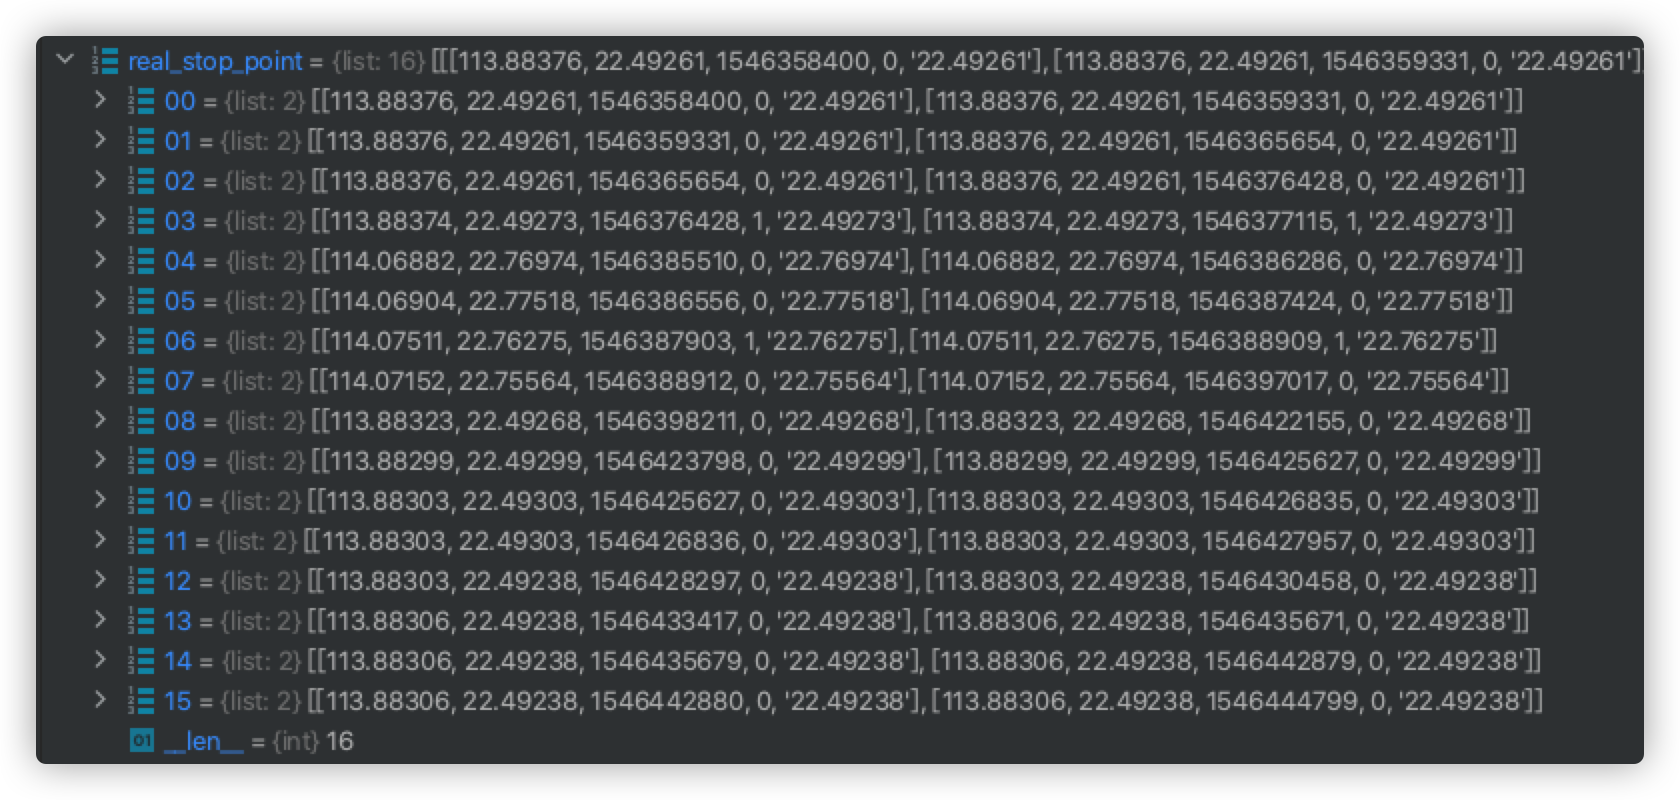 real_stop_point = {list: 16} [[[113.88376, 22.49261, 1546358400, 0, '22.49261'], [113.88376, 22.49261, 1546359331, 0, '22.49261']]
00 = {list: 2} [[113.88376, 22.49261, 1546358400, 0, '22.49261'], [113.88376, 22.49261, 1546359331, 0, '22.49261']]
01 = {list: 2} [[113.88376, 22.49261, 1546359331, 0, '22.49261'], [113.88376, 22.49261, 1546365654, 0, '22.49261']]
02 = {list: 2} [[113.88376, 22.49261, 1546365654, 0, '22.49261'], [113.88376, 22.49261, 1546376428, 0, '22.49261']]
03 = {list: 2} [[113.88374, 22.49273, 1546376428, 1, '22.49273'], [113.88374, 22.49273, 1546377115, 1, '22.49273']]
04 = {list: 2} [[114.06882, 22.76974, 1546385510, 0, '22.76974'], [114.06882, 22.76974, 1546386286, 0, '22.76974']]
05 = {list: 2} [[114.06904, 22.77518, 1546386556, 0, '22.77518'], [114.06904, 22.77518, 1546387424, 0, '22.77518']]
06 = {list: 2} [[114.07511, 22.76275, 1546387903, 1, '22.76275'], [114.07511, 22.76275, 1546388909, 1, '22.76275']]
07 = {list: 2} [[114.07152, 22.75564, 1546388912, 0, '22.75564'], [114.07152, 22.75564, 1546397017, 0, '22.75564']]
08 = {list: 2} [[113.88323, 22.49268, 1546398211, 0, '22.49268'], [113.88323, 22.49268, 1546422155, 0, '22.49268']]
09 = {list: 2} [[113.88299, 22.49299, 1546423798, 0, '22.49299'], [113.88299, 22.49299, 1546425627, 0, '22.49299']]
10 = {list: 2} [[113.88303, 22.49303, 1546425627, 0, '22.49303'], [113.88303, 22.49303, 1546426835, 0, '22.49303']]
11 = {list: 2} [[113.88303, 22.49303, 1546426836, 0, '22.49303'], [113.88303, 22.49303, 1546427957, 0, '22.49303']]
12 = {list: 2} [[113.88303, 22.49238, 1546428297, 0, '22.49238'], [113.88303, 22.49238, 1546430458, 0, '22.49238']]
13 = {list: 2} [[113.88306, 22.49238, 1546433417, 0, '22.49238'], [113.88306, 22.49238, 1546435671, 0, '22.49238']]
14 = {list: 2} [[113.88306, 22.49238, 1546435679, 0, '22.49238'], [113.88306, 22.49238, 1546442879, 0, '22.49238']]
15 = {list: 2} [[113.88306, 22.49238, 1546442880, 0, '22.49238'], [113.88306, 22.49238, 1546444799, 0, '22.49238']]
01 __len__ = {int} 16